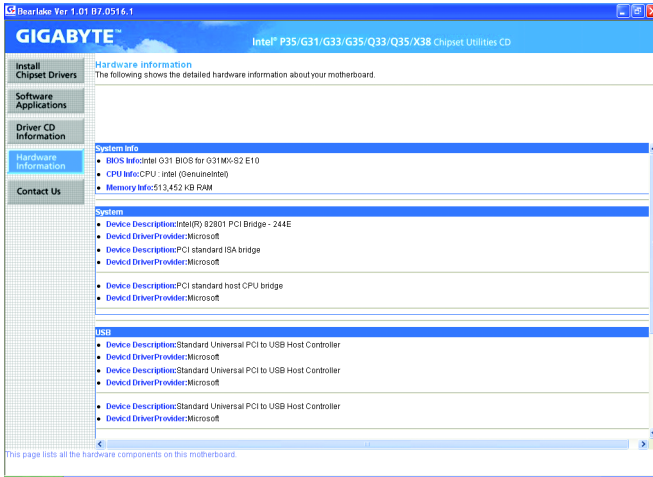 Bearlake Ver 1.01 B7.0516.1
GIGABYTE™
Intel® P35/G31/G33/G35/Q33/Q35/X38 Chipset Utilities CD
Install
Chipset Drivers
Software
Applications
Driver CD
Information
Hardware
Information
Contact Us
Hardware information
The following shows the detailed hardware information about your motherboard.
System Info
• BIOS Info:Intel G31 BIOS for G31MX-S2 E10
• CPU Info:CPU : intel (GenuineIntel)
• Memory Info:513,452 KB RAM
System
• Device Description:Intel(R) 82801 PCI Bridge - 244E
• Devicd DriverProvider:Microsoft
• Device Description:PCI standard ISA bridge
• Devicd DriverProvider:Microsoft
• Device Description:PCI standard host CPU bridge
• Devicd DriverProvider:Microsoft
USB
• Device Description:Standard Universal PCI to USB Host Controller
• Devicd DriverProvider:Microsoft
• Device Description:Standard Universal PCI to USB Host Controller
• Devicd DriverProvider:Microsoft
• Device Description:Standard Universal PCI to USB Host Controller
• Devicd DriverProvider:Microsoft
This page lists all the hardware components on this motherboard.